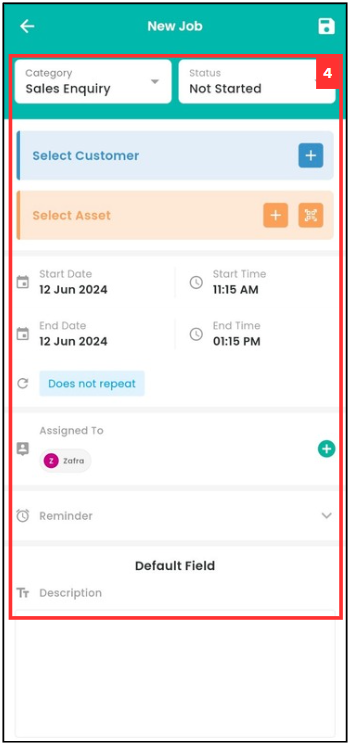 New Job
Category
Sales Enquiry
Status
Not Started
4
Select Customer
Select Asset
Start Date
12 Jun 2024
Start Time
11:15 AM
End Date
12 Jun 2024
End Time
01:15 PM
Does not repeat
Assigned To
Z Zafra
Reminder
Default Field
Tт Description